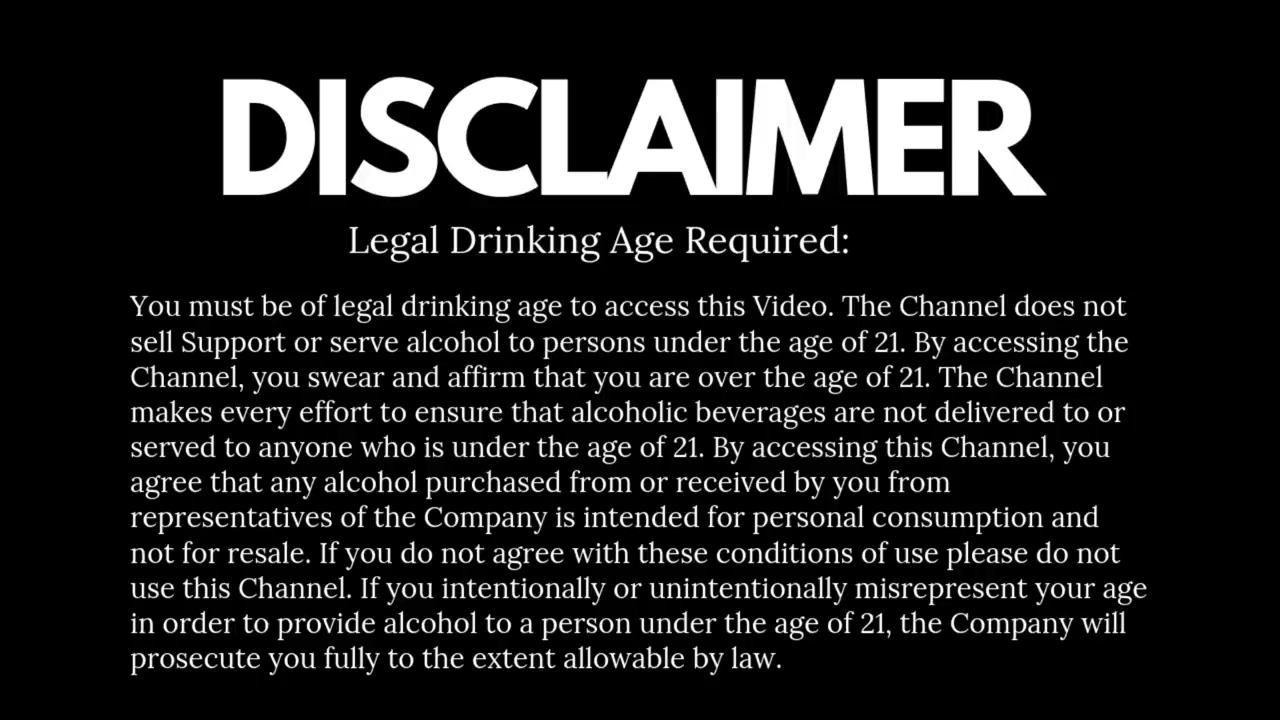 DISCLAIMER
Legal Drinking Age Required:
You must be of legal drinking age to access this Video. The Channel does not
sell Support or serve alcohol to persons under the age of 21. By accessing the
Channel, you swear and affirm that you are over the age of 21. The Channel
makes every effort to ensure that alcoholic beverages are not delivered to or
served to anyone who is under the age of 21. By accessing this Channel, you
agree that any alcohol purchased from or received by you from
representatives of the Company is intended for personal consumption and
not for resale. If you do not agree with these conditions of use please do not
use this Channel. If you intentionally or unintentionally misrepresent your age
in order to provide alcohol to a person under the age of 21, the Company will
prosecute you fully to the extent allowable by law.